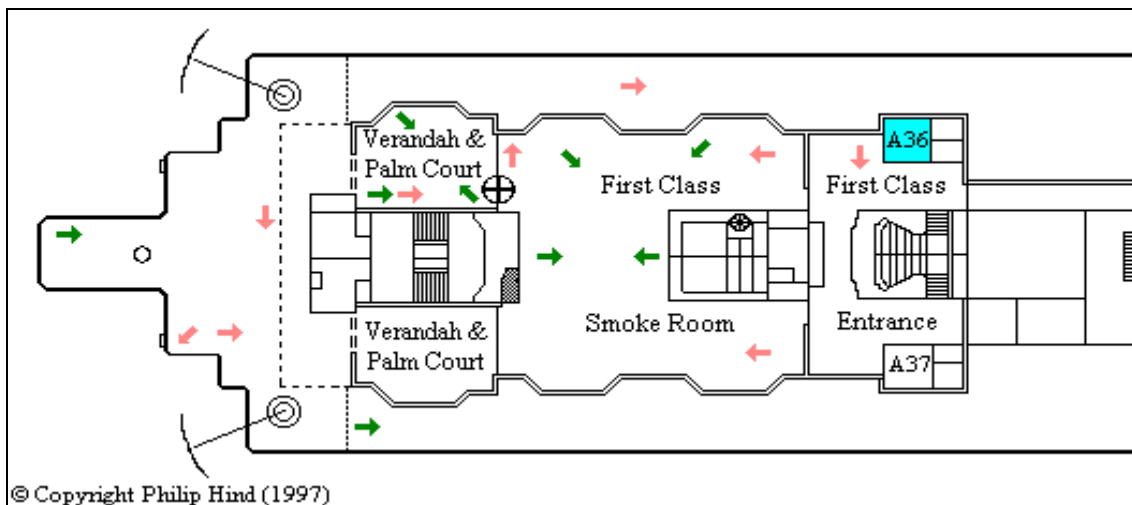 Verandah &
Palm Court
A36
First Class
First Class
Smoke Room
Entrance
Verandah &
Palm Court
A37
© Copyright Philip Hind (1997)